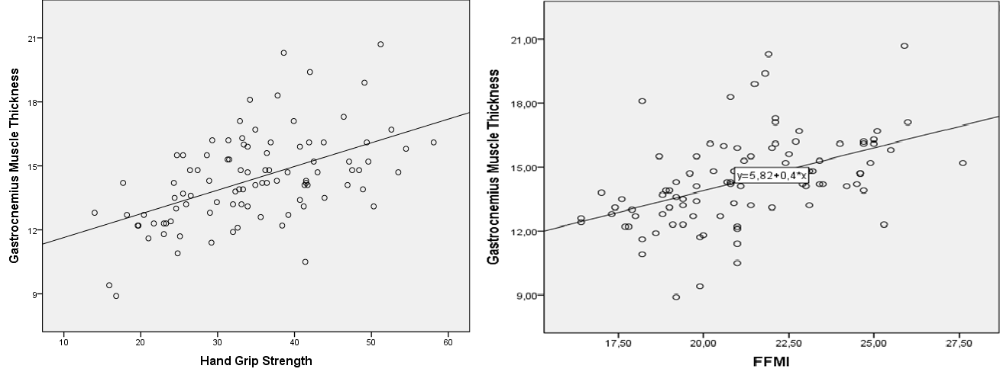 Gastrocnemius Muscle Thickness
21
18
15
12
9
10 20 30 40 50 60
Hand Grip Strength
Gastrocnemius Muscle Thickness
21,00
18,00
15,00
12,00
9,00
y=5,82+0,4*x
17,50 20,00 22,50 25,00 27,50
FFMI